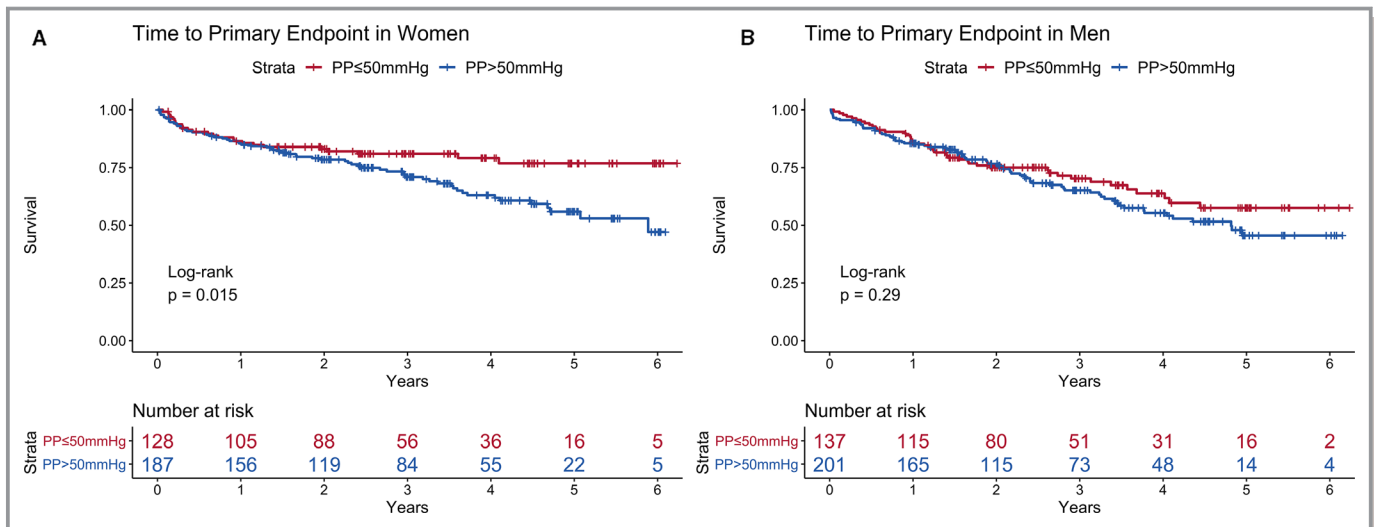 A
Time to Primary Endpoint in Women
Strata PP≤50mmHg PP>50mmHg
1.00
0.75
0.50
0.25
0.00
Survival
Log-rank
p = 0.015
0 1 2 3 4 5 6
Years
Number at risk
Strata
PP≤50mmHg 128 105 88 56 36 16 5
PP>50mmHg 187 156 119 84 55 22 5
0 1 2 3 4 5 6
Years
B
Time to Primary Endpoint in Men
Strata PP≤50mmHg PP>50mmHg
1.00
0.75
0.50
0.25
0.00
Survival
Log-rank
p = 0.29
0 1 2 3 4 5 6
Years
Number at risk
Strata
PP≤50mmHg 137 115 80 51 31 16 2
PP>50mmHg 201 165 115 73 48 14 4
0 1 2 3 4 5 6
Years